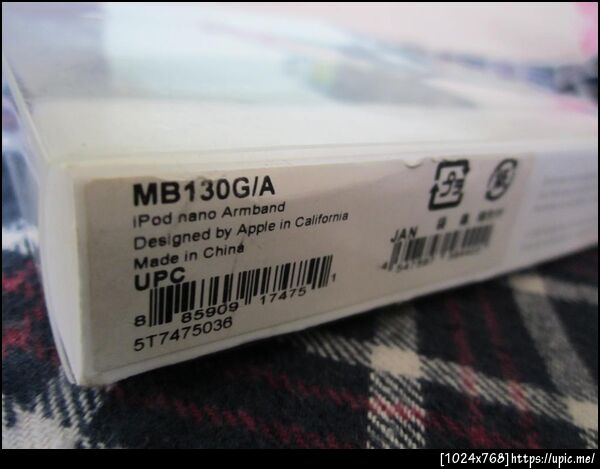 MB130G/A
iPod nano Armband
Designed by Apple in California
Made in China
UPC
8 85909 17475 1
5T7475036
JAN
[1024x768]https://upic.me/